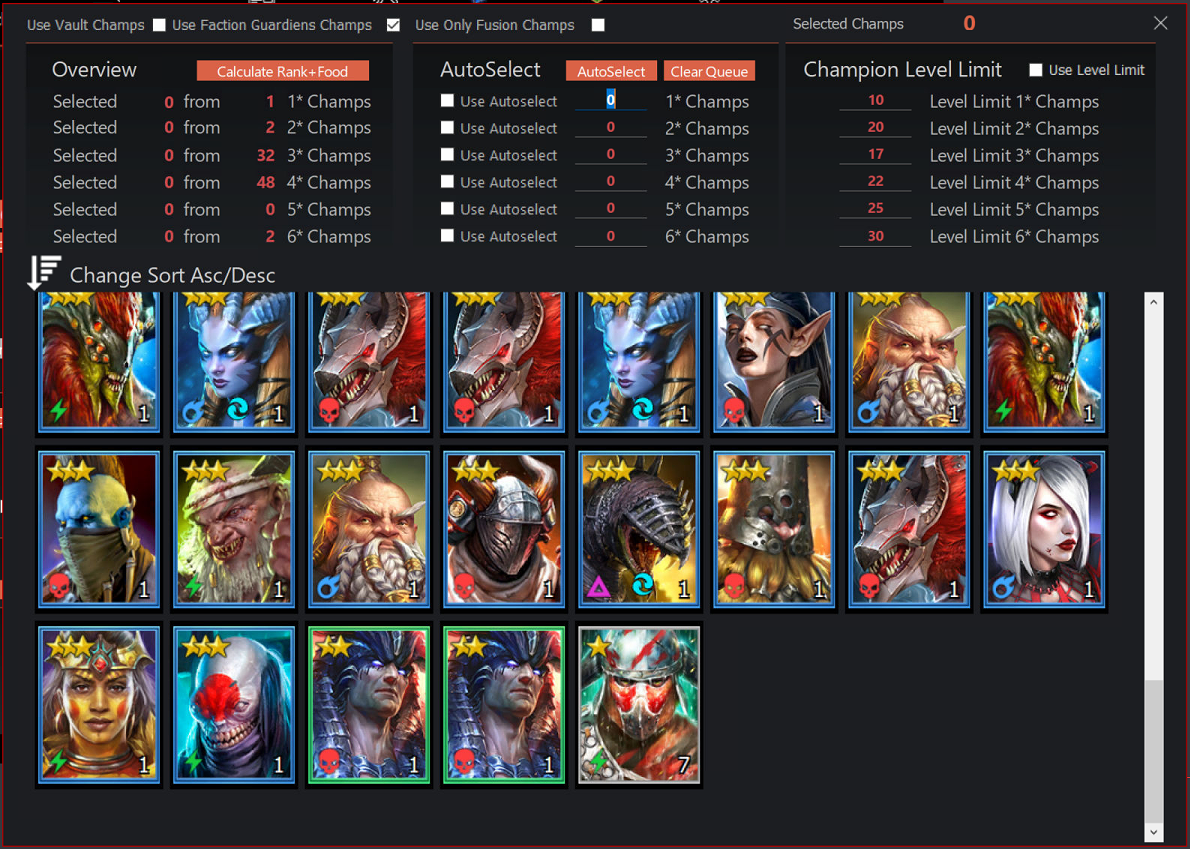 Use Vault Champs Use Faction Guardiens Champs Use Only Fusion Champs Selected Champs 0
Overview Calculate Rank+Food AutoSelect AutoSelect Clear Queue Champion Level Limit Use Level Limit
Selected 0 from 1 1* Champs Use Autoselect 0 1* Champs 10 Level Limit 1* Champs
Selected 0 from 2 2* Champs Use Autoselect 0 2* Champs 20 Level Limit 2* Champs
Selected 0 from 32 3* Champs Use Autoselect 0 3* Champs 17 Level Limit 3* Champs
Selected 0 from 48 4* Champs Use Autoselect 0 4* Champs 22 Level Limit 4* Champs
Selected 0 from 0 5* Champs Use Autoselect 0 5* Champs 25 Level Limit 5* Champs
Selected 0 from 2 6* Champs Use Autoselect 0 6* Champs 30 Level Limit 6* Champs
Change Sort Asc/Desc
1 1 1 1 1 1 1 1
1 1 1 1 1 1 1 1
1 1 1 1 7